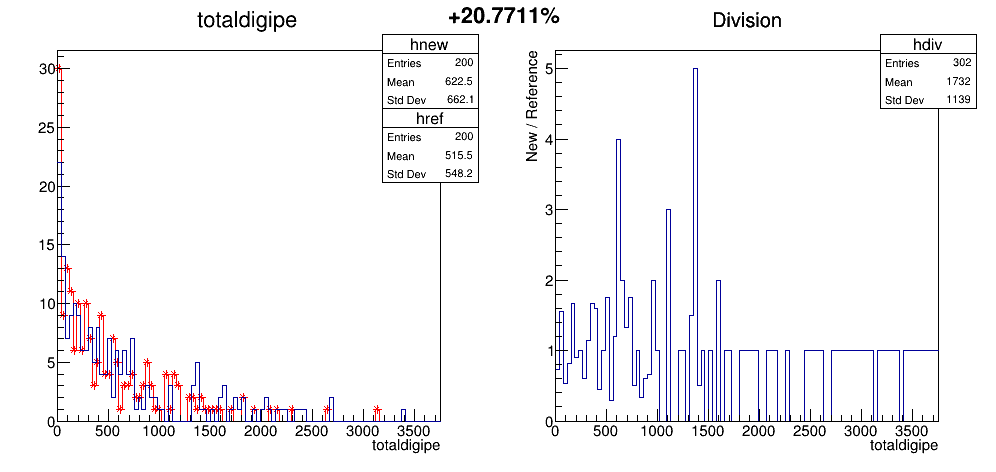 totaldigipe
+20.7711%
Division
hnew
Entries 200
Mean 622.5
Std Dev 662.1
href
Entries 200
Mean 515.5
Std Dev 548.2
30
25
20
15
10
5
0
0 500 1000 1500 2000 2500 3000 3500
totaldigipe
hdiv
Entries 302
Mean 1732
Std Dev 1139
New / Reference
5
4
3
2
1
0
0 500 1000 1500 2000 2500 3000 3500
totaldigipe